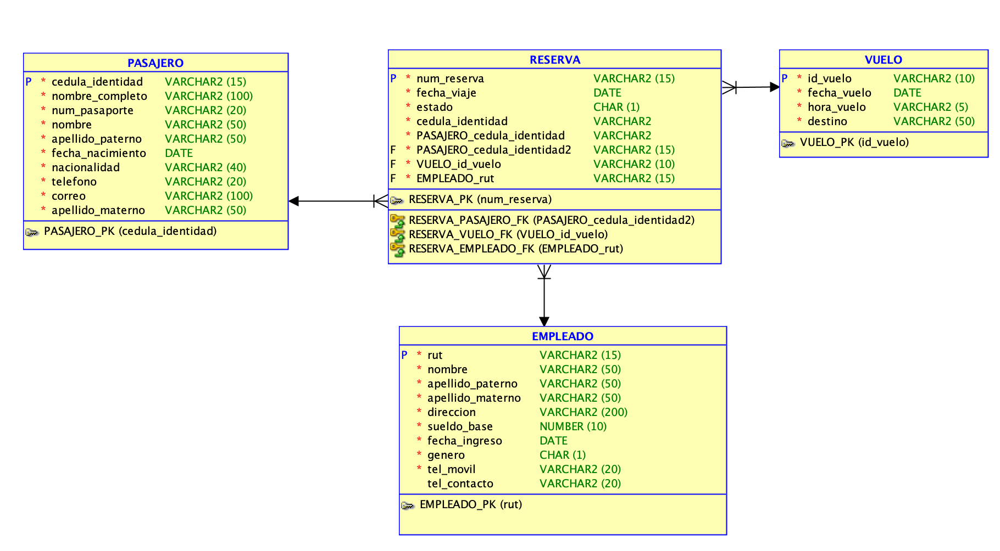 PASAJERO
P * cedula_identidad VARCHAR2 (15)
* nombre_completo VARCHAR2 (100)
* num_pasaporte VARCHAR2 (20)
* nombre VARCHAR2 (50)
* apellido_paterno VARCHAR2 (50)
* fecha_nacimiento DATE
* nacionalidad VARCHAR2 (40)
* telefono VARCHAR2 (20)
* correo VARCHAR2 (100)
* apellido_materno VARCHAR2 (50)
PASAJERO_PK (cedula_identidad)
RESERVA
P * num_reserva VARCHAR2 (15)
* fecha_viaje DATE
* estado CHAR (1)
* cedula_identidad VARCHAR2
* PASAJERO_cedula_identidad VARCHAR2
F * PASAJERO_cedula_identidad2 VARCHAR2 (15)
F * VUELO_id_vuelo VARCHAR2 (10)
F * EMPLEADO_rut VARCHAR2 (15)
RESERVA_PK (num_reserva)
RESERVA_PASAJERO_FK (PASAJERO_cedula_identidad2)
RESERVA_VUELO_FK (VUELO_id_vuelo)
RESERVA_EMPLEADO_FK (EMPLEADO_rut)
VUELO
P * id_vuelo VARCHAR2 (10)
* fecha_vuelo DATE
* hora_vuelo VARCHAR2 (5)
* destino VARCHAR2 (50)
VUELO_PK (id_vuelo)
EMPLEADO
P * rut VARCHAR2 (15)
* nombre VARCHAR2 (50)
* apellido_paterno VARCHAR2 (50)
* apellido_materno VARCHAR2 (50)
* direccion VARCHAR2 (200)
* sueldo_base NUMBER (10)
* fecha_ingreso DATE
* genero CHAR (1)
* tel_movil VARCHAR2 (20)
tel_contacto VARCHAR2 (20)
EMPLEADO_PK (rut)